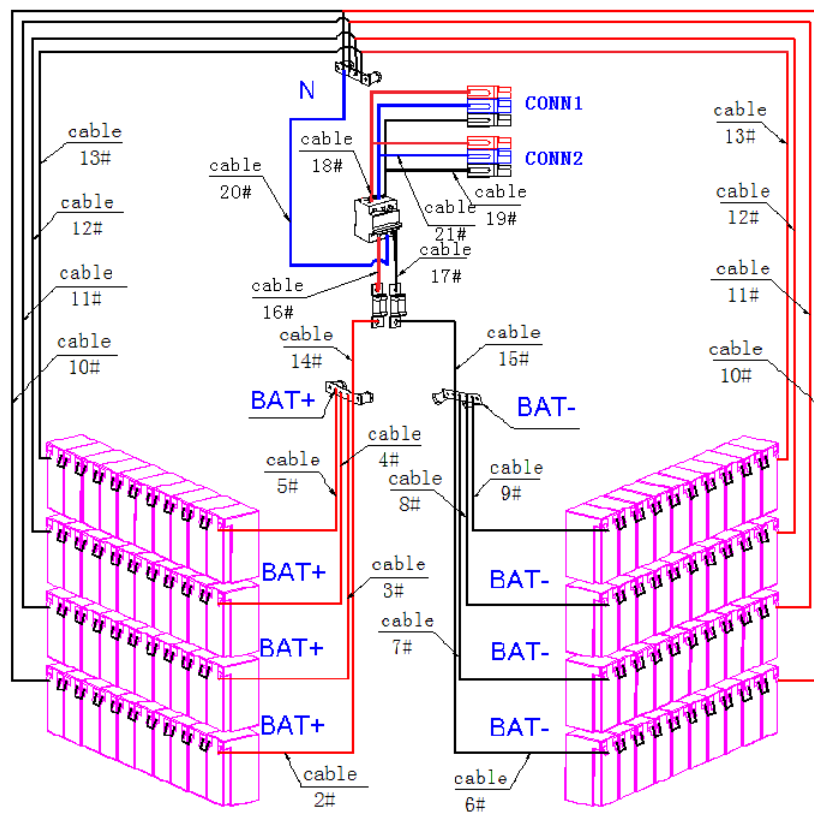 N
CONN1
CONN2
cable
13#
cable
18#
cable
20#
cable
19#
cable
21#
cable
13#
cable
12#
cable
12#
cable
17#
cable
16#
cable
11#
cable
11#
cable
10#
cable
14#
cable
15#
cable
10#
BAT+
BAT-
cable
4#
cable
5#
cable
9#
cable
8#
BAT+
BAT-
cable
3#
cable
7#
BAT+
BAT-
BAT+
BAT-
cable
2#
cable
6#